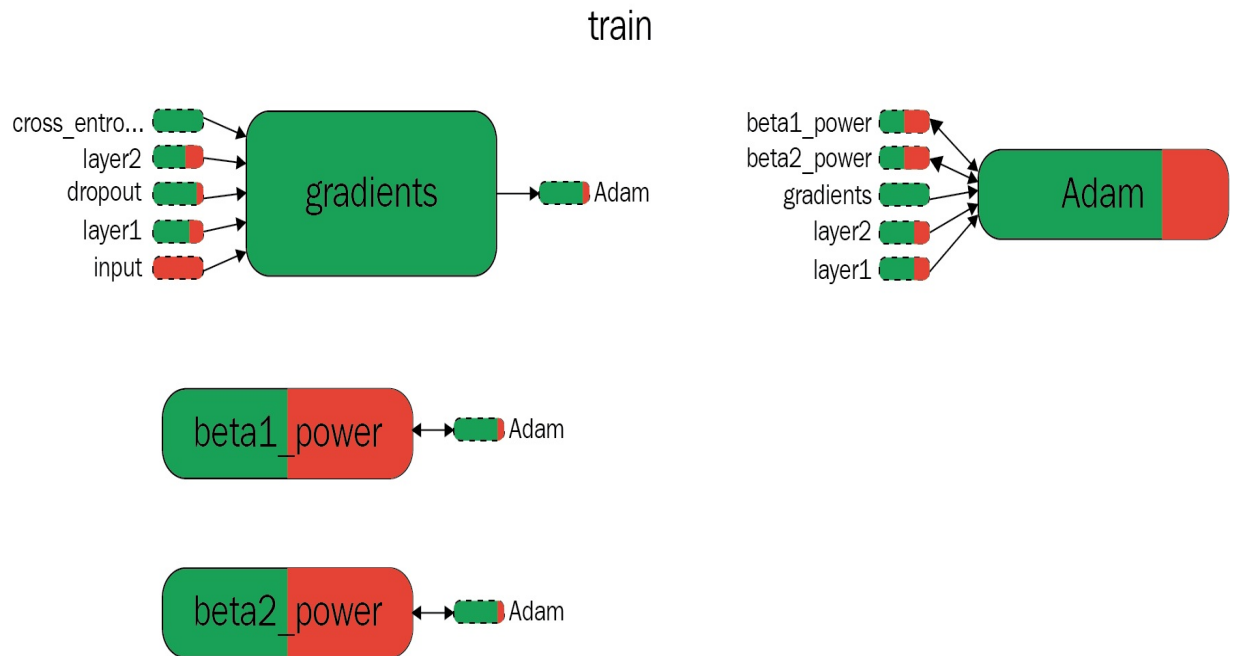 train
cross_entro...
layer2
dropout
layer1
input
gradients
Adam
beta1_power
beta2_power
gradients
layer2
layer1
Adam
beta1_power
Adam
beta2_power
Adam